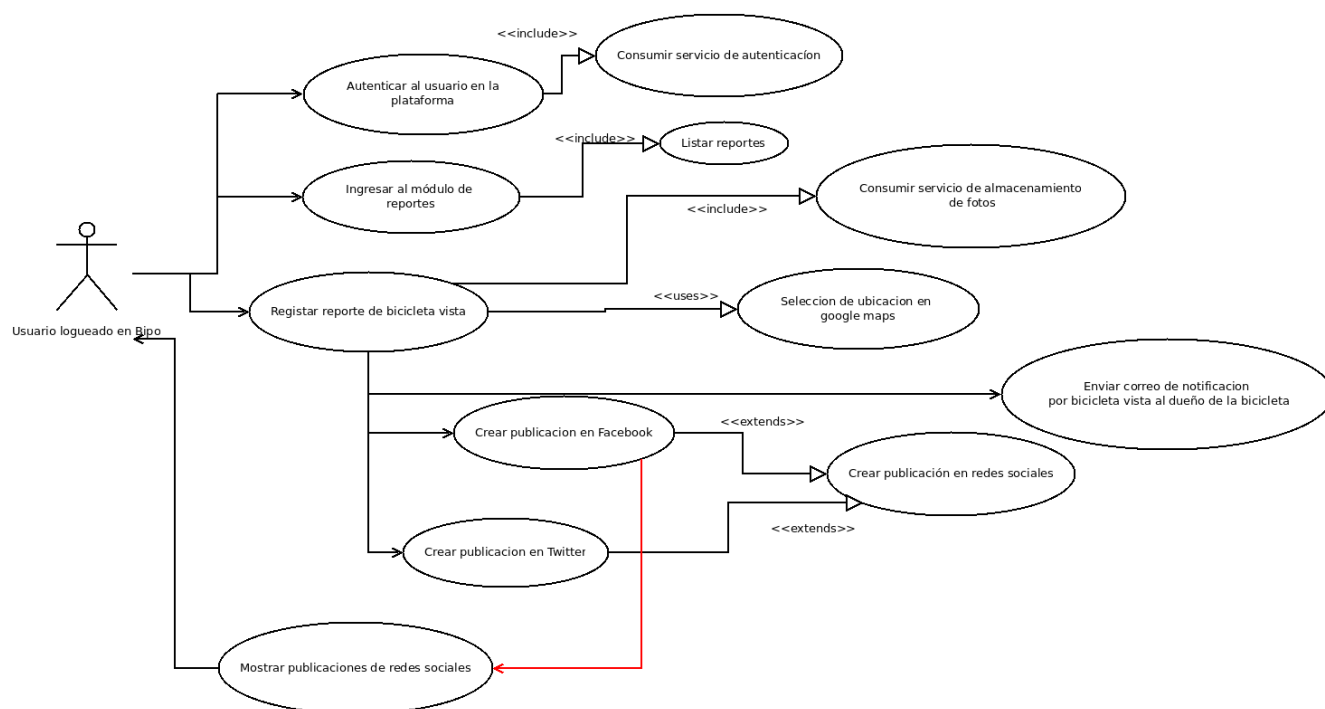 <<include>>
Consumir servicio de autenticacíon
Autenticar al usuario en la
plataforma
<<include>>
Listar reportes
Ingresar al módulo de
reportes
Consumir servicio de almacenamiento
de fotos
<<include>>
Usuario logueado en Bipo
Registar reporte de bicicleta vista
<<uses>>
Seleccion de ubicacion en
google maps
Enviar correo de notificacion
por bicicleta vista al dueño de la bicicleta
Crear publicacion en Facebook
<<extends>>
Crear publicación en redes sociales
<<extends>>
Crear publicacion en Twitter
Mostrar publicaciones de redes sociales